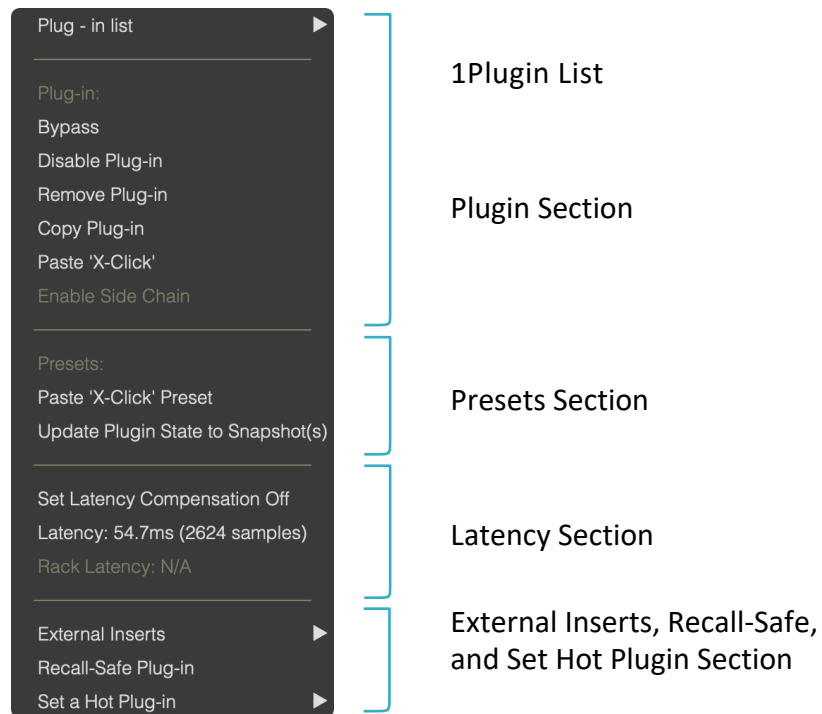 Plug - in list
Plug-in:
Bypass
Disable Plug-in
Remove Plug-in
Copy Plug-in
Paste 'X-Click'
Enable Side Chain
Presets:
Paste 'X-Click' Preset
Update Plugin State to Snapshot(s)
Set Latency Compensation Off
Latency: 54.7ms (2624 samples)
Rack Latency: N/A
External Inserts
Recall-Safe Plug-in
Set a Hot Plug-in
1Plugin List
Plugin Section
Presets Section
Latency Section
External Inserts, Recall-Safe,
and Set Hot Plugin Section